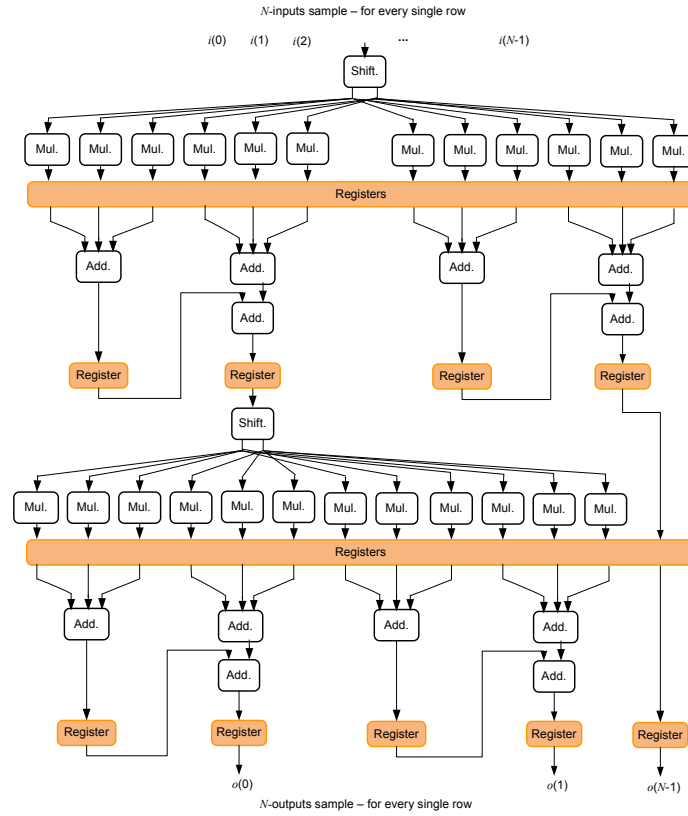 N-inputs sample – for every single row
i(0) i(1) i(2) ... i(N-1)
Shift.
Mul. Mul. Mul. Mul. Mul. Mul. Mul. Mul. Mul. Mul. Mul. Mul.
Registers
Add. Add. Add. Add.
Add. Add.
Register Register Register Register
Shift.
Mul. Mul. Mul. Mul. Mul. Mul. Mul. Mul. Mul. Mul. Mul. Mul.
Registers
Add. Add. Add. Add.
Add. Add.
Register Register Register Register Register
o(0) o(1) o(N-1)
N-outputs sample – for every single row